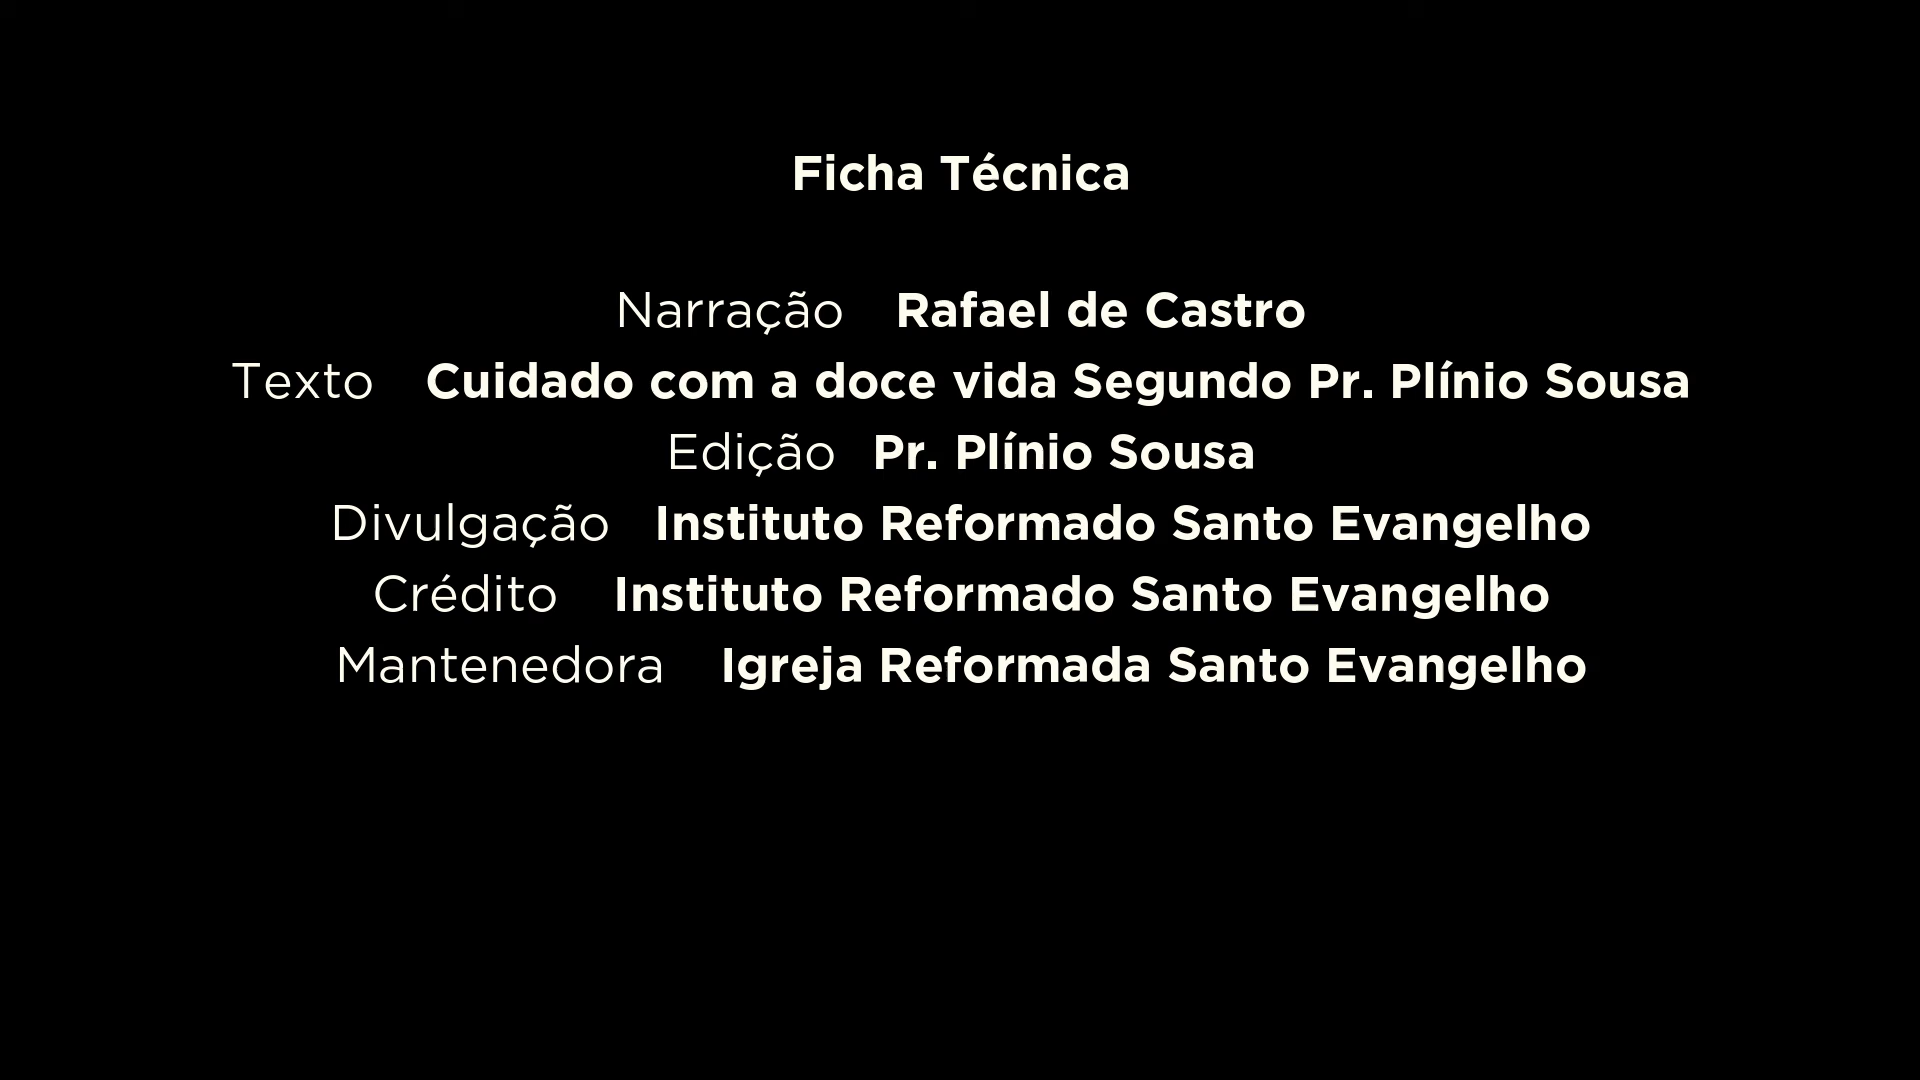 Ficha Técnica
Narração Rafael de Castro
Texto Cuidado com a doce vida Segundo Pr. Plínio Sousa
Edição Pr. Plínio Sousa
Divulgação Instituto Reformado Santo Evangelho
Crédito Instituto Reformado Santo Evangelho
Mantenedora Igreja Reformada Santo Evangelho